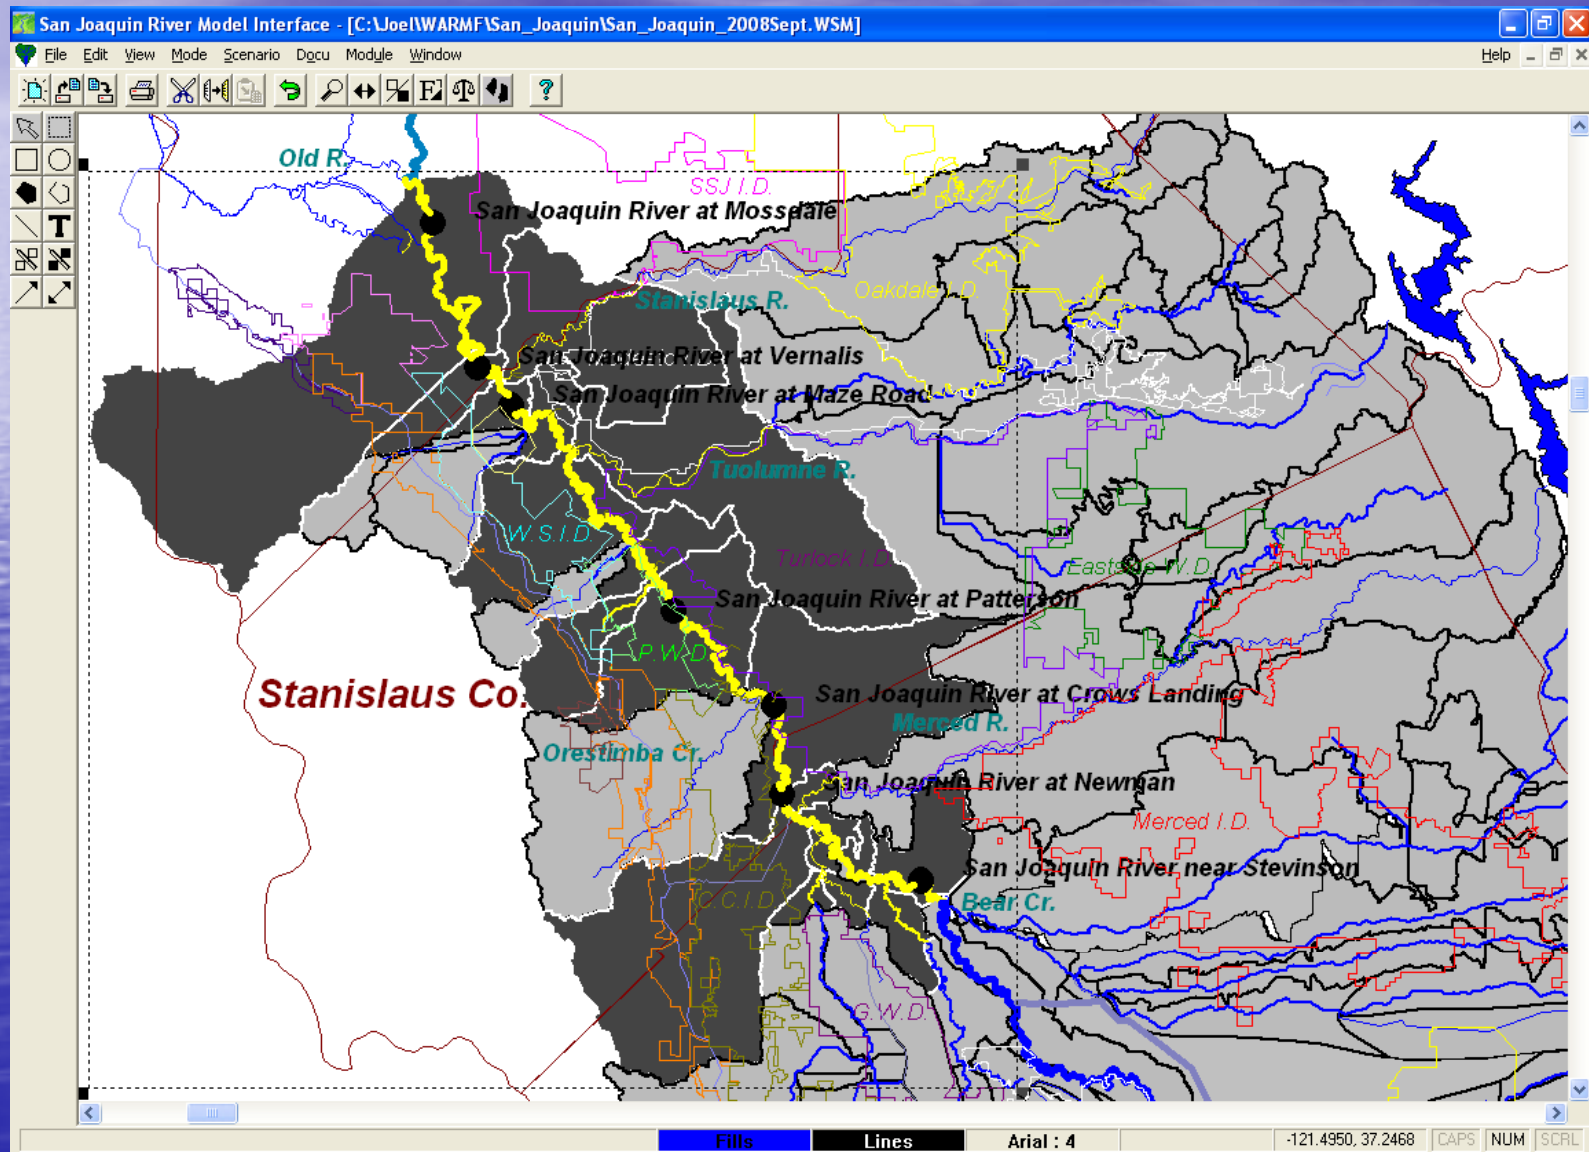 San Joaquin River Model Interface - [C:\Joel\WARMF\San_Joaquin\San_Joaquin_2008Sept.WSM]
File Edit View Mode Scenario Docu Module Window Help
Old R.
SSJ I.D.
San Joaquin River at Mossdale
Oakdale I.D.
Stanislaus R.
San Joaquin River at Vernalis
San Joaquin River at Maze Road
Tuolumne R.
W.S.I.D.
Turlock I.D.
Eastside W.D.
San Joaquin River at Patterson
P.W.D.
Stanislaus Co.
San Joaquin River at Crows Landing
Merced R.
Orestimba Cr.
San Joaquin River at Newman
Merced I.D.
San Joaquin River near Stevinson
C.C.I.D.
Bear Cr.
G.W.D.
Fills Lines Arial : 4 -121.4950, 37.2468 CAPS NUM SCRL